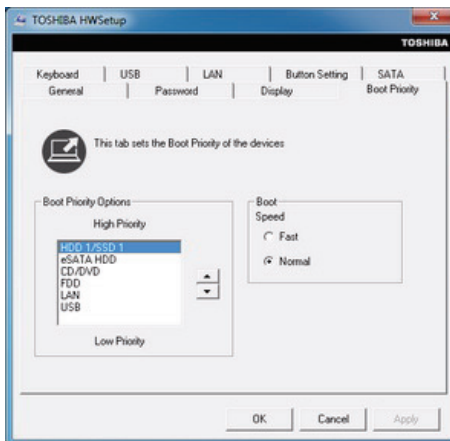 TOSHIBA HWSetup
TOSHIBA
Keyboard USB LAN Button Setting SATA
General Password Display Boot Priority
This tab sets the Boot Priority of the devices
Boot Priority Options
High Priority
HDD 1/SSD 1
eSATA HDD
CD/DVD
FDD
LAN
USB
Low Priority
Boot
Speed
Fast
Normal
OK Cancel Apply